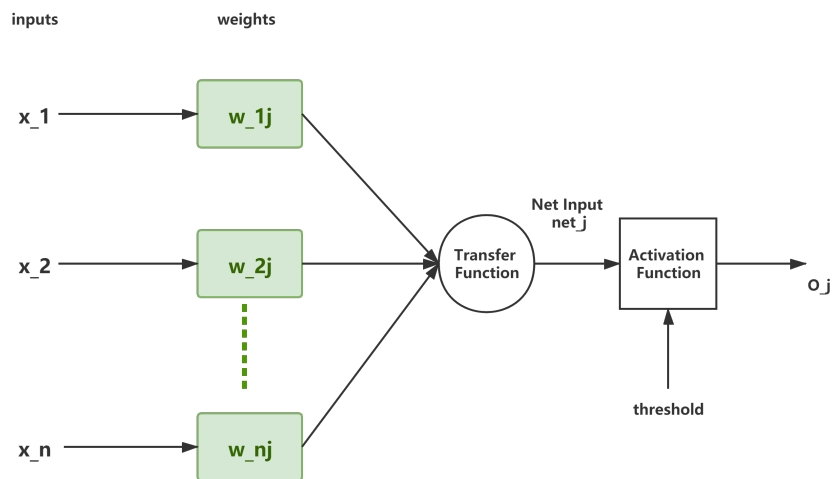 inputs
weights
x_1
w_1j
x_2
w_2j
x_n
w_nj
Transfer
Function
Net Input
net_j
Activation
Function
threshold
O_j